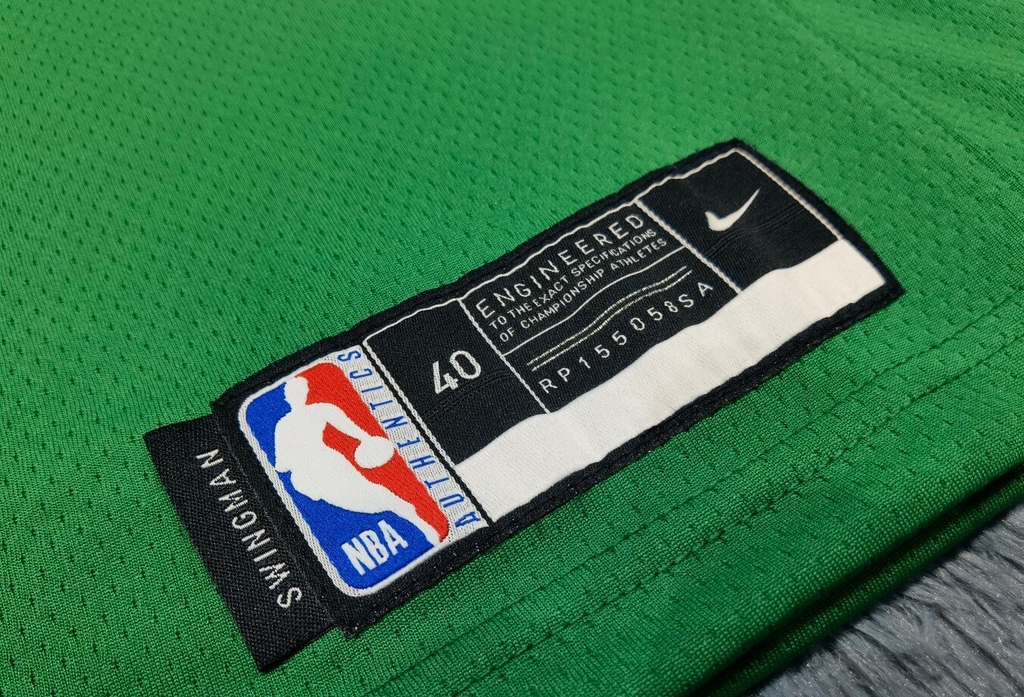 SWINGMAN
NBA
AUTHENTICS
40
ENGINEERED
TO THE EXACT SPECIFICATIONS
OF CHAMPIONSHIP ATHLETES
RP155058SA